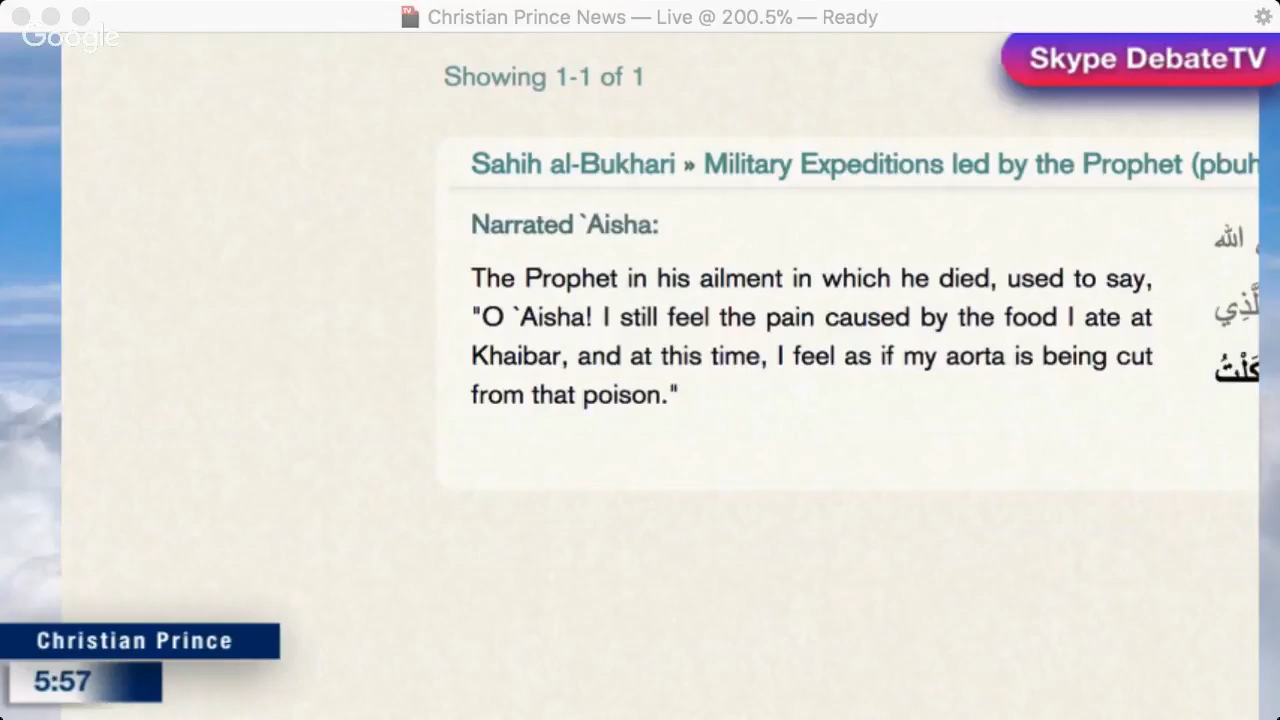 Christian Prince News — Live @ 200.5% — Ready
Google
Skype DebateTV
Showing 1-1 of 1
Sahih al-Bukhari » Military Expeditions led by the Prophet (pbuh
Narrated `Aisha:
الله
The Prophet in his ailment in which he died, used to say,
"O `Aisha! I still feel the pain caused by the food I ate at
Khaibar, and at this time, I feel as if my aorta is being cut
from that poison."
Christian Prince
5:57